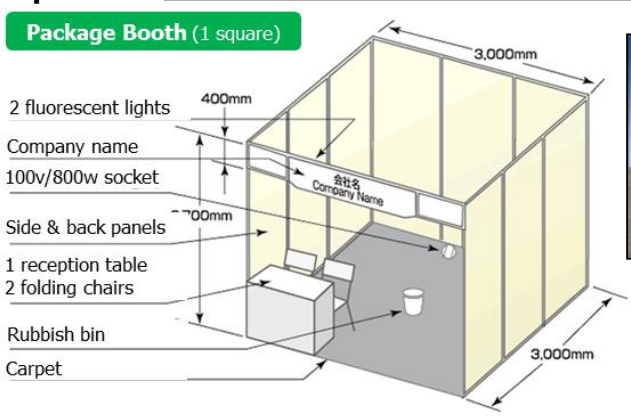 Package Booth (1 square)
3,000mm
2 fluorescent lights
400mm
Company name
会社名
Company Name
100v/800w socket
700mm
Side & back panels
1 reception table
2 folding chairs
Rubbish bin
3,000mm
Carpet